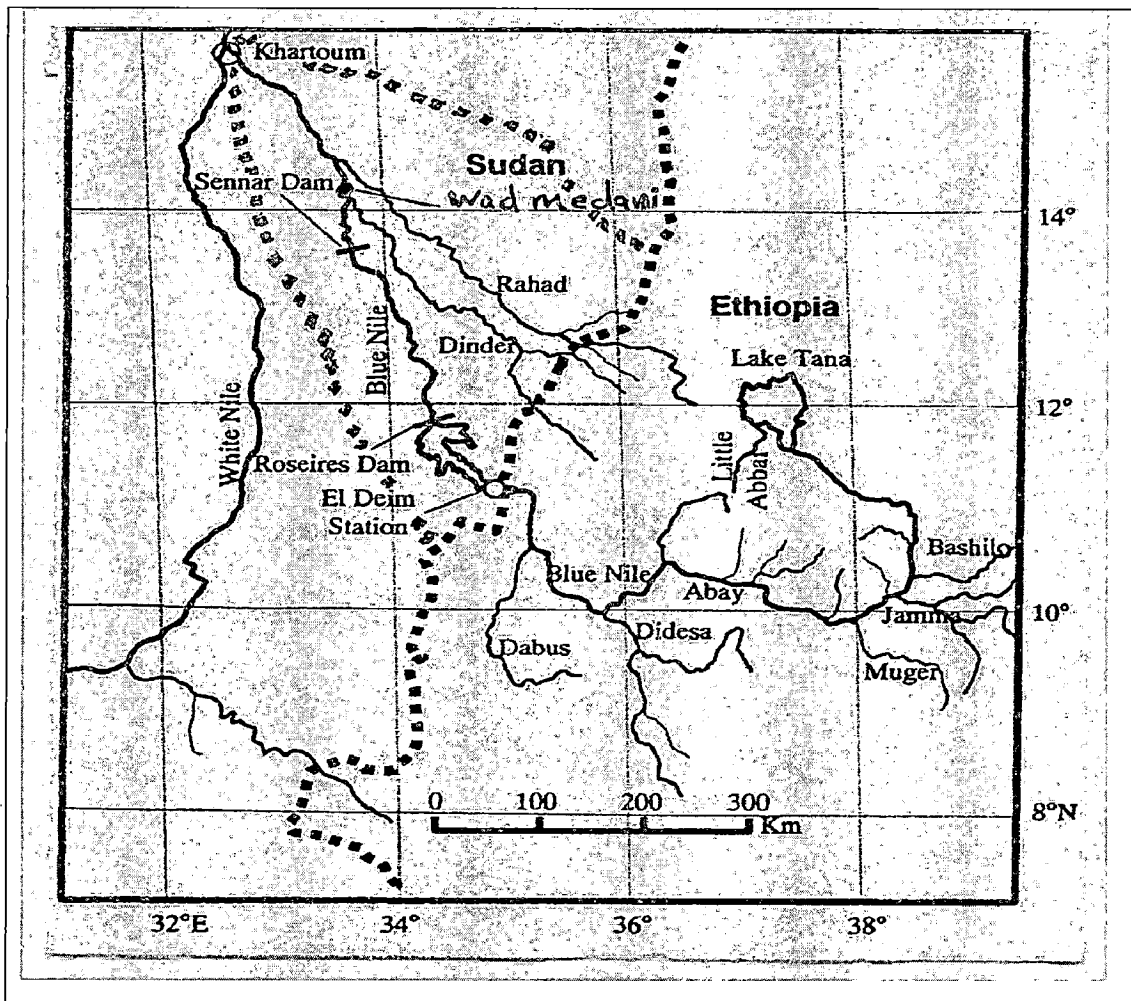 Khartoum
Sudan
Sennar Dam
Wad Medani
14°
Rahad
Ethiopia
Dinder
Lake Tana
Blue Nile
White Nile
12°
Roseires Dam
Little
Abbai
El Deim
Station
Bashilo
Blue Nile
Abay
Jamma
10°
Dabus
Didesa
Muger
0 100 200 300
Km
8°N
32°E 34° 36° 38°